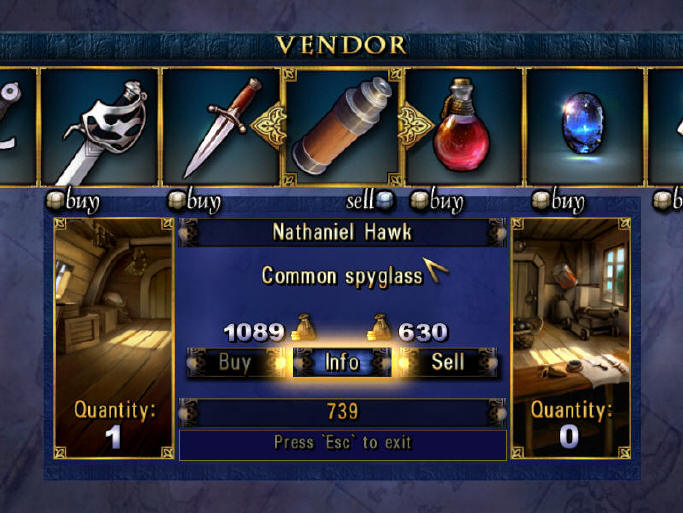 VENDOR
buy buy sell buy buy b
Nathaniel Hawk
Common spyglass
1089 630
Buy Info Sell
Quantity: 739 Quantity:
1 0
Press `Esc` to exit